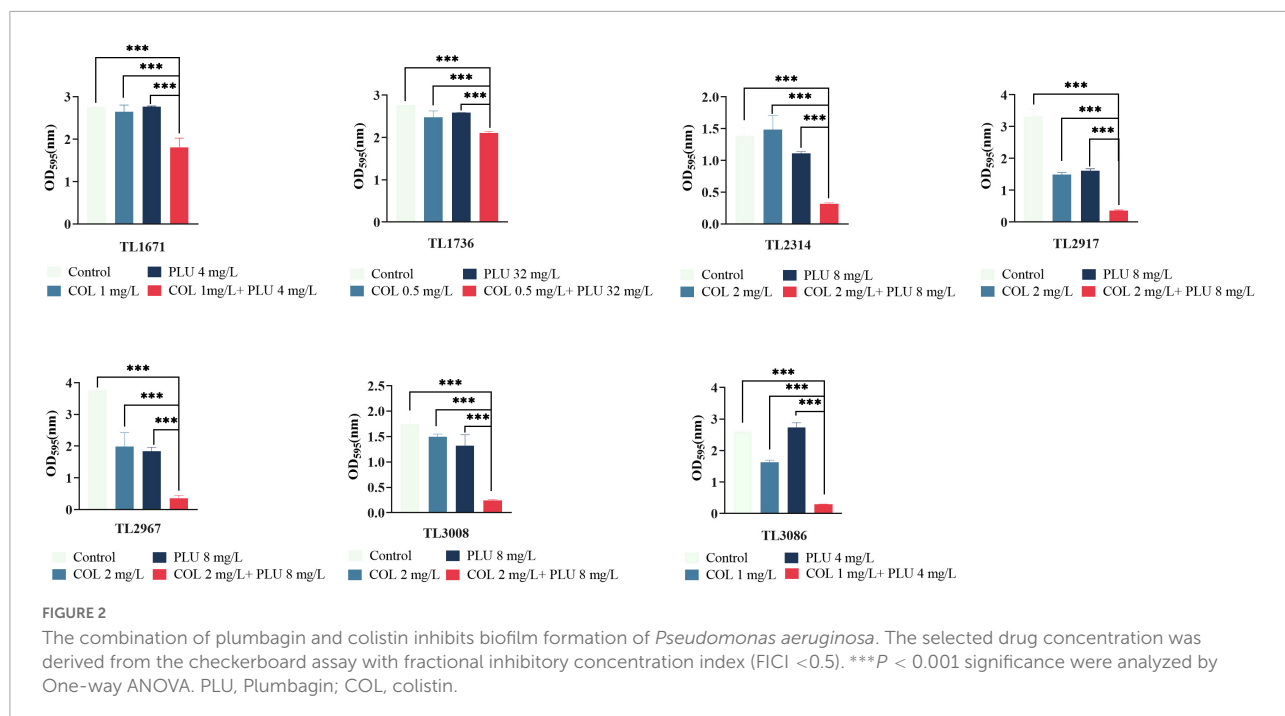 ***
***
***
OD595(nm)
3
2
1
0
TL1671
Control PLU 4 mg/L
COL 1 mg/L COL 1mg/L+ PLU 4 mg/L
***
***
***
OD595(nm)
3
2
1
0
TL1736
Control PLU 32 mg/L
COL 0.5 mg/L COL 0.5 mg/L+ PLU 32 mg/L
***
***
***
OD595(nm)
2.0
1.5
1.0
0.5
0.0
TL2314
Control PLU 8 mg/L
COL 2 mg/L COL 2 mg/L+ PLU 8 mg/L
***
***
***
OD595(nm)
4
3
2
1
0
TL2917
Control PLU 8 mg/L
COL 2 mg/L COL 2 mg/L+ PLU 8 mg/L
***
***
***
OD595(nm)
4
3
2
1
0
TL2967
Control PLU 8 mg/L
COL 2 mg/L COL 2 mg/L+ PLU 8 mg/L
***
***
***
OD595(nm)
2.5
2.0
1.5
1.0
0.5
0.0
TL3008
Control PLU 8 mg/L
COL 2 mg/L COL 2 mg/L+ PLU 8 mg/L
***
***
***
OD595(nm)
4
3
2
1
0
TL3086
Control PLU 4 mg/L
COL 1 mg/L COL 1 mg/L+ PLU 4 mg/L
FIGURE 2
The combination of plumbagin and colistin inhibits biofilm formation of Pseudomonas aeruginosa. The selected drug concentration was
derived from the checkerboard assay with fractional inhibitory concentration index (FICI <0.5). ***P < 0.001 significance were analyzed by
One-way ANOVA. PLU, Plumbagin; COL, colistin.